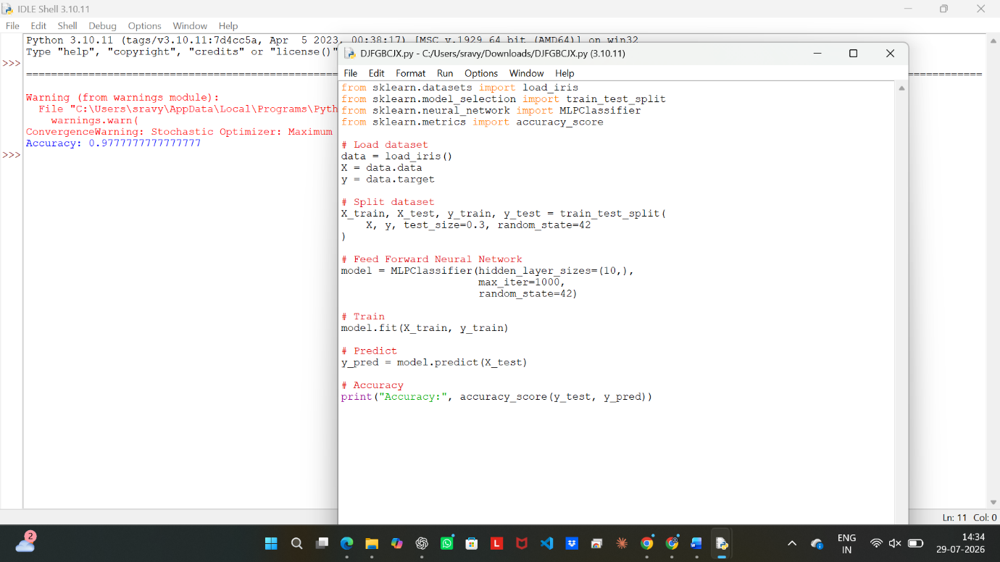 IDLE Shell 3.10.11
File Edit Shell Debug Options Window Help
Python 3.10.11 (tags/v3.10.11:7d4cc5a, Apr  5 2023, 00:38:17) [MSC v.1929 64 bit (AMD64)] on win32
Type "help", "copyright", "credits" or "license()"
>>>
Warning (from warnings module):
  File "C:\Users\sravy\AppData\Local\Programs\Pyth
    warnings.warn(
ConvergenceWarning: Stochastic Optimizer: Maximum
Accuracy: 0.9777777777777777
>>>
DJFGBCJX.py - C:/Users/sravy/Downloads/DJFGBCJX.py (3.10.11)
File Edit Format Run Options Window Help
from sklearn.datasets import load_iris
from sklearn.model_selection import train_test_split
from sklearn.neural_network import MLPClassifier
from sklearn.metrics import accuracy_score
# Load dataset
data = load_iris()
X = data.data
y = data.target
# Split dataset
X_train, X_test, y_train, y_test = train_test_split(
    X, y, test_size=0.3, random_state=42
)
# Feed Forward Neural Network
model = MLPClassifier(hidden_layer_sizes=(10,),
                      max_iter=1000,
                      random_state=42)
# Train
model.fit(X_train, y_train)
# Predict
y_pred = model.predict(X_test)
# Accuracy
print("Accuracy:", accuracy_score(y_test, y_pred))
Ln: 11 Col: 0
2
L
ENG
IN
14:34
29-07-2026